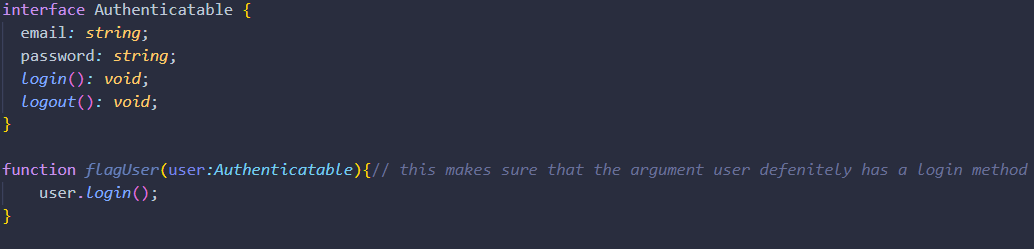 interface Authenticatable {
  email: string;
  password: string;
  login(): void;
  logout(): void;
}

function flagUser(user:Authenticatable){// this makes sure that the argument user defenitely has a login method
    user.login();
}